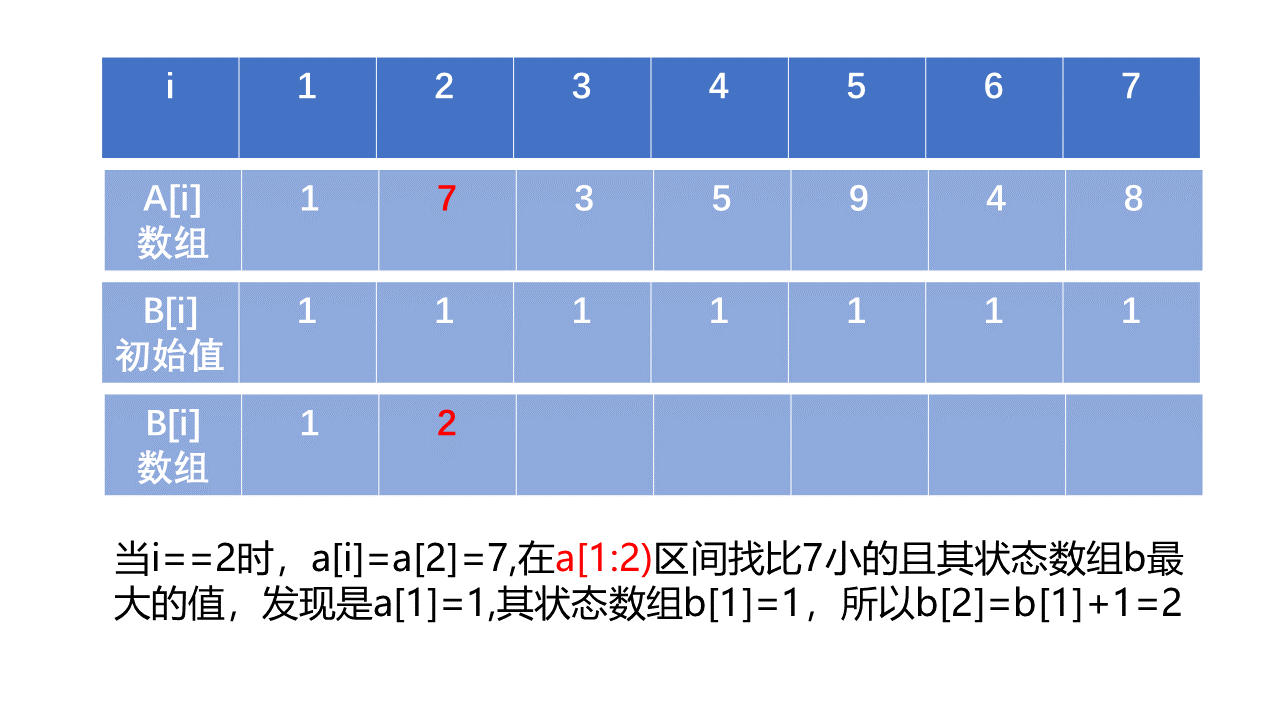 i 1 2 3 4 5 6 7
A[i] 1 7 3 5 9 4 8
数组
B[i] 1 1 1 1 1 1 1
初始值
B[i] 1 2
数组
当i==2时，a[i]=a[2]=7,在a[1:2)区间找比7小的且其状态数组b最
大的值，发现是a[1]=1,其状态数组b[1]=1，所以b[2]=b[1]+1=2